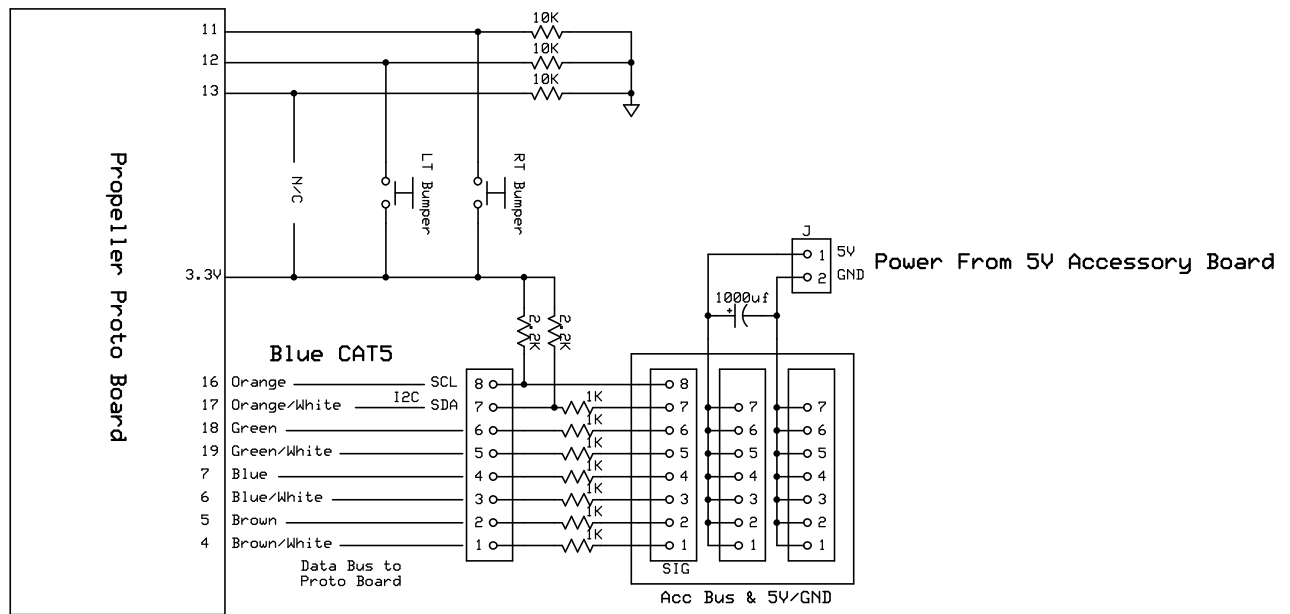 11
10K
12
10K
13
10K
Propeller Proto Board
N/C
LT Bumper
RT Bumper
3.3V
J
1 5V
2 GND
Power From 5V Accessory Board
1000uf
+
2.2K
2.2K
Blue CAT5
16 Orange SCL 8 8
17 Orange/White I2C SDA 7 1K 7 7 7
18 Green 6 1K 6 6 6
19 Green/White 5 1K 5 5 5
7 Blue 4 1K 4 4 4
6 Blue/White 3 1K 3 3 3
5 Brown 2 1K 2 2 2
4 Brown/White 1 1K 1 1 1
Data Bus to
Proto Board
SIG
Acc Bus & 5V/GND